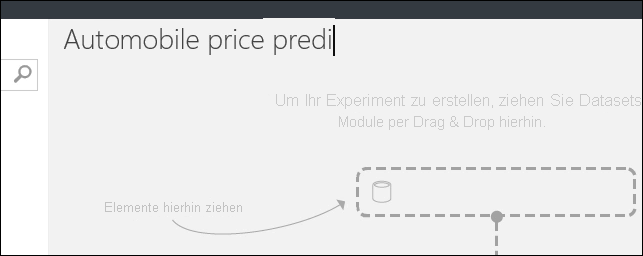 Automobile price predi
Um Ihr Experiment zu erstellen, ziehen Sie Datasets
Module per Drag & Drop hierhin.
Elemente hierhin ziehen